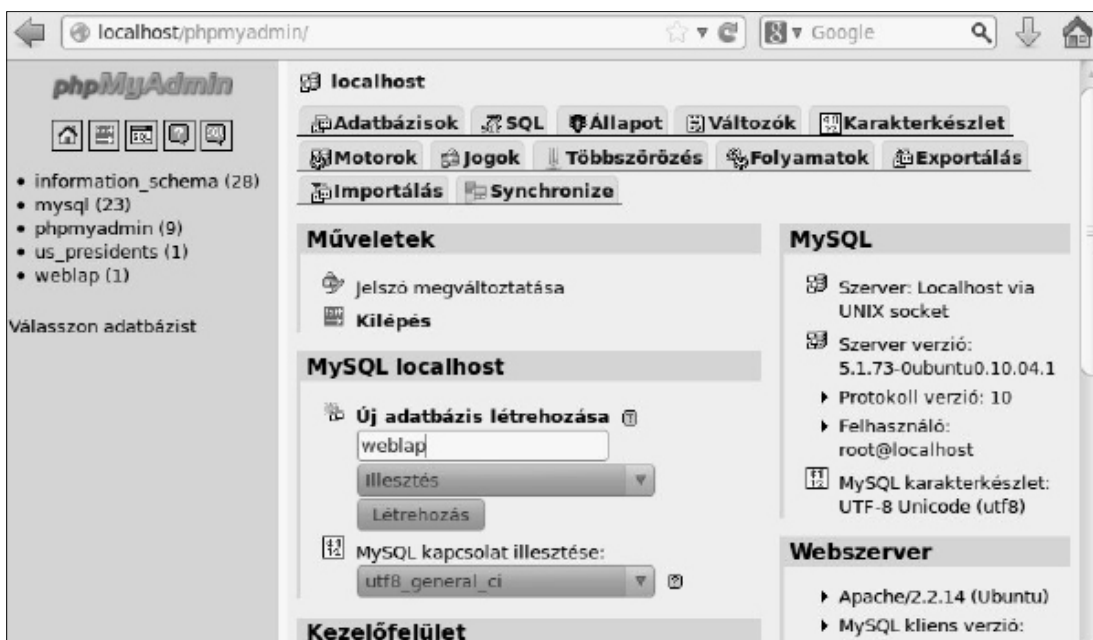 localhost/phpmyadmin/
Google
phpMyAdmin
information_schema (28)
mysql (23)
phpmyadmin (9)
us_presidents (1)
weblap (1)
Válasszon adatbázist
localhost
Adatbázisok SQL Állapot Változók Karakterkészlet
Motorok Jogok Többszörözés Folyamatok Exportálás
Importálás Synchronize
Műveletek
Jelszó megváltoztatása
Kilépés
MySQL localhost
Új adatbázis létrehozása
weblap
Illesztés
Létrehozás
MySQL kapcsolat illesztése:
utf8_general_ci
Kezelőfelület
MySQL
Szerver: Localhost via
UNIX socket
Szerver verzió:
5.1.73-0ubuntu0.10.04.1
Protokoll verzió: 10
Felhasználó:
root@localhost
MySQL karakterkészlet:
UTF-8 Unicode (utf8)
Webszerver
Apache/2.2.14 (Ubuntu)
MySQL kliens verzió: